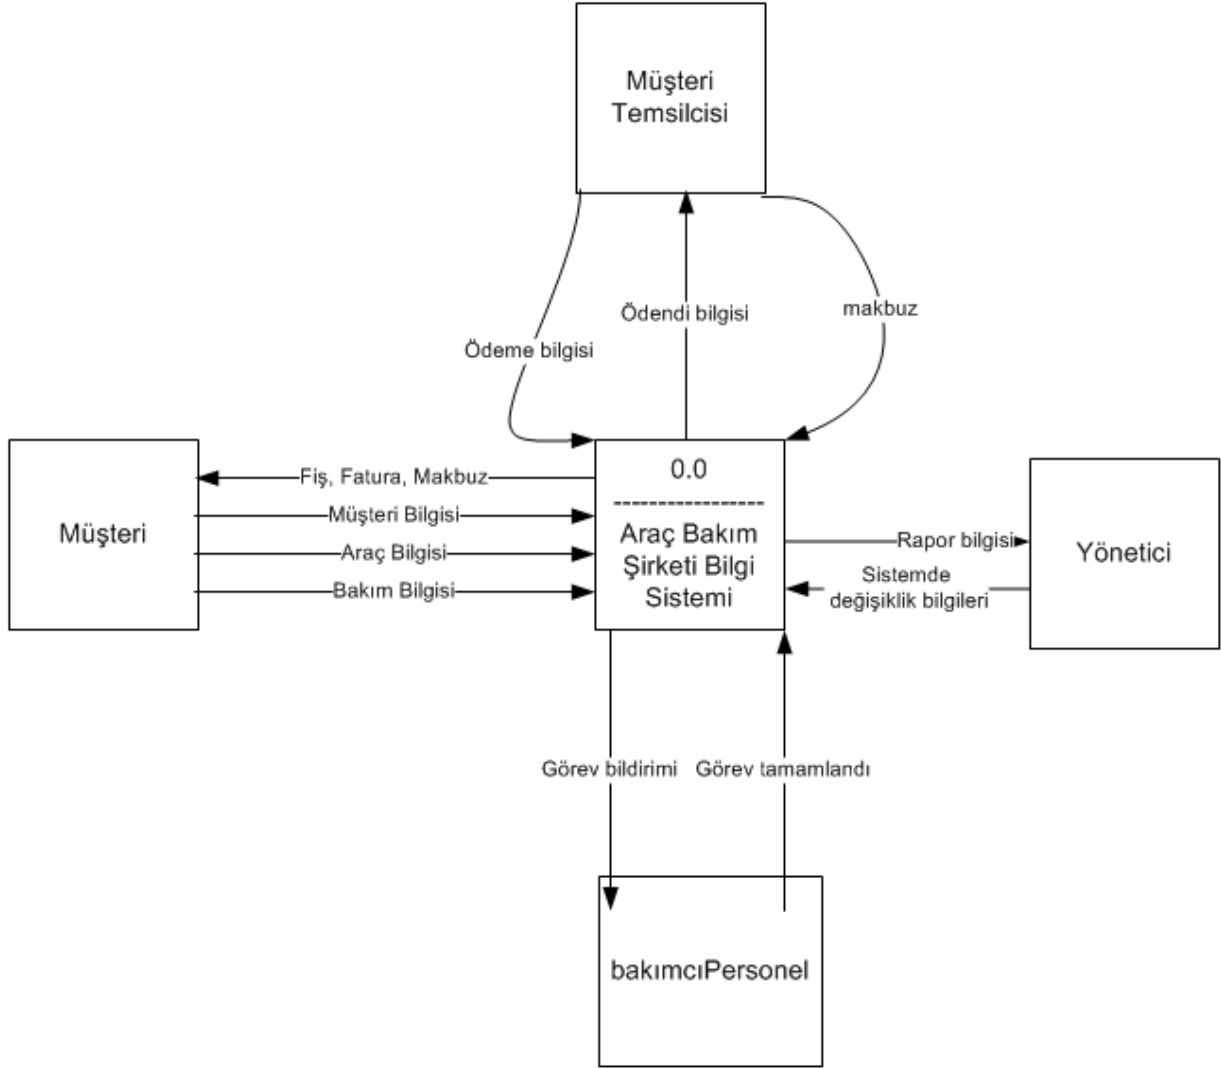 Müşteri
Temsilcisi
Ödendi bilgisi
makbuz
Ödeme bilgisi
Fiş, Fatura, Makbuz
Müşteri Bilgisi
Araç Bilgisi
Bakım Bilgisi
Müşteri
0.0
-----------------
Araç Bakım
Şirketi Bilgi
Sistemi
Rapor bilgisi
Sistemde
değişiklik bilgileri
Yönetici
Görev bildirimi
Görev tamamlandı
bakımcıPersonel